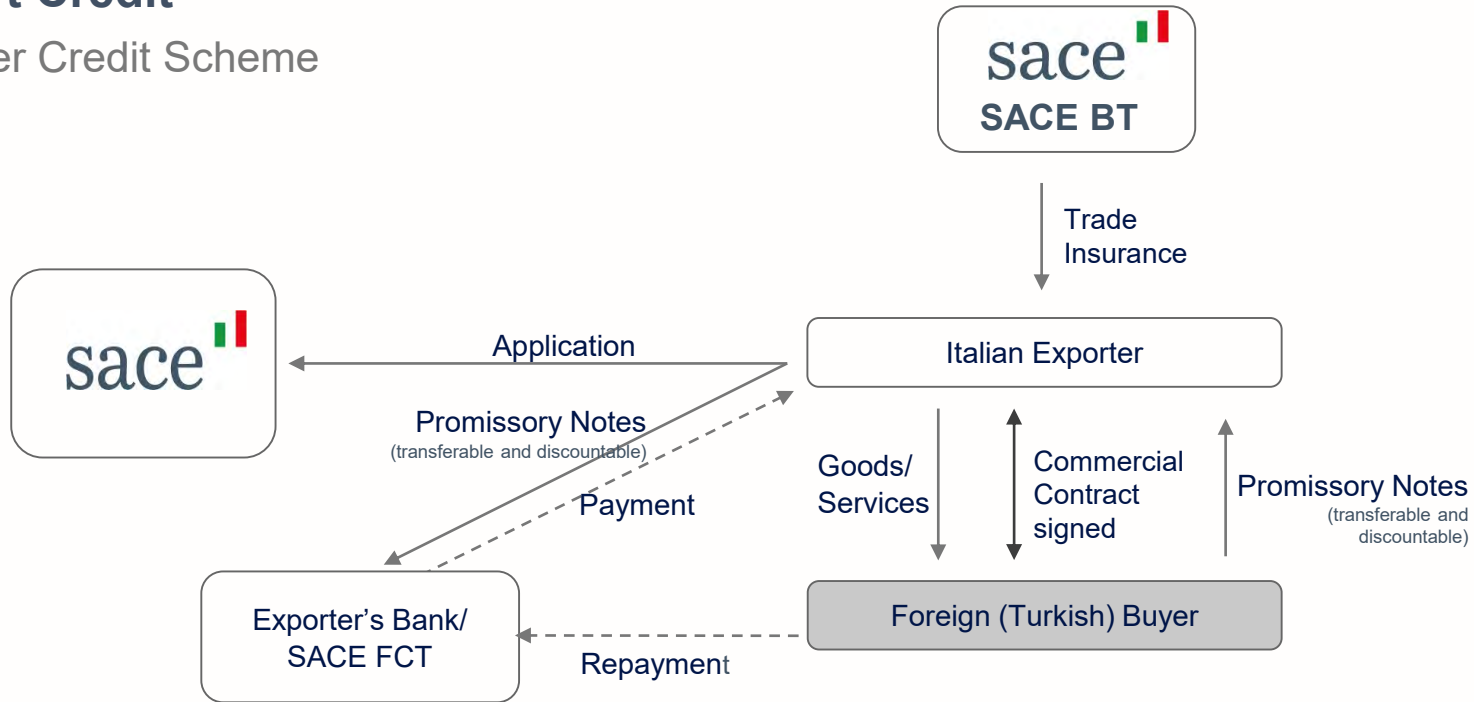 er Credit Scheme
sace
SACE BT
Trade
Insurance
sace
Application
Italian Exporter
Promissory Notes
(transferable and discountable)
Payment
Goods/
Services
Commercial
Contract
signed
Promissory Notes
(transferable and
discountable)
Exporter's Bank/
SACE FCT
Foreign (Turkish) Buyer
Repayment